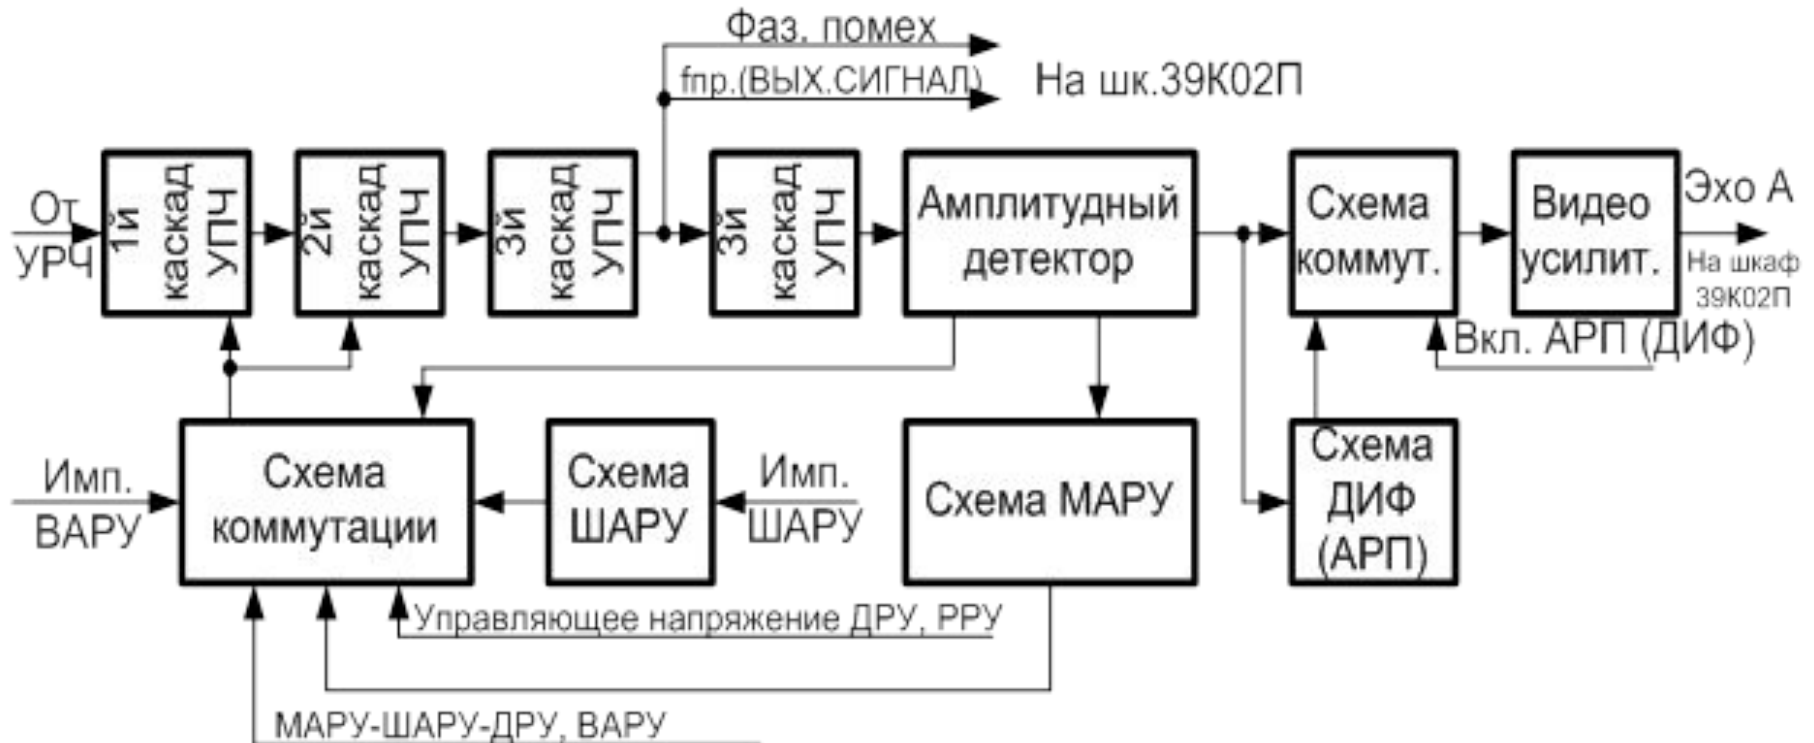 Фаз. помех
fпр.(ВЫХ.СИГНАЛ)
На шк.39К02П
От
УРЧ
1й
каскад
УПЧ
2й
каскад
УПЧ
3й
каскад
УПЧ
3й
каскад
УПЧ
Амплитудный
детектор
Схема
коммут.
Видео
усилит.
Эхо А
На шкаф
39К02П
Вкл. АРП (ДИФ)
Имп.
ВАРУ
Схема
коммутации
Схема
ШАРУ
Имп.
ШАРУ
Схема МАРУ
Схема
ДИФ
(АРП)
Управляющее напряжение ДРУ, РРУ
МАРУ-ШАРУ-ДРУ, ВАРУ